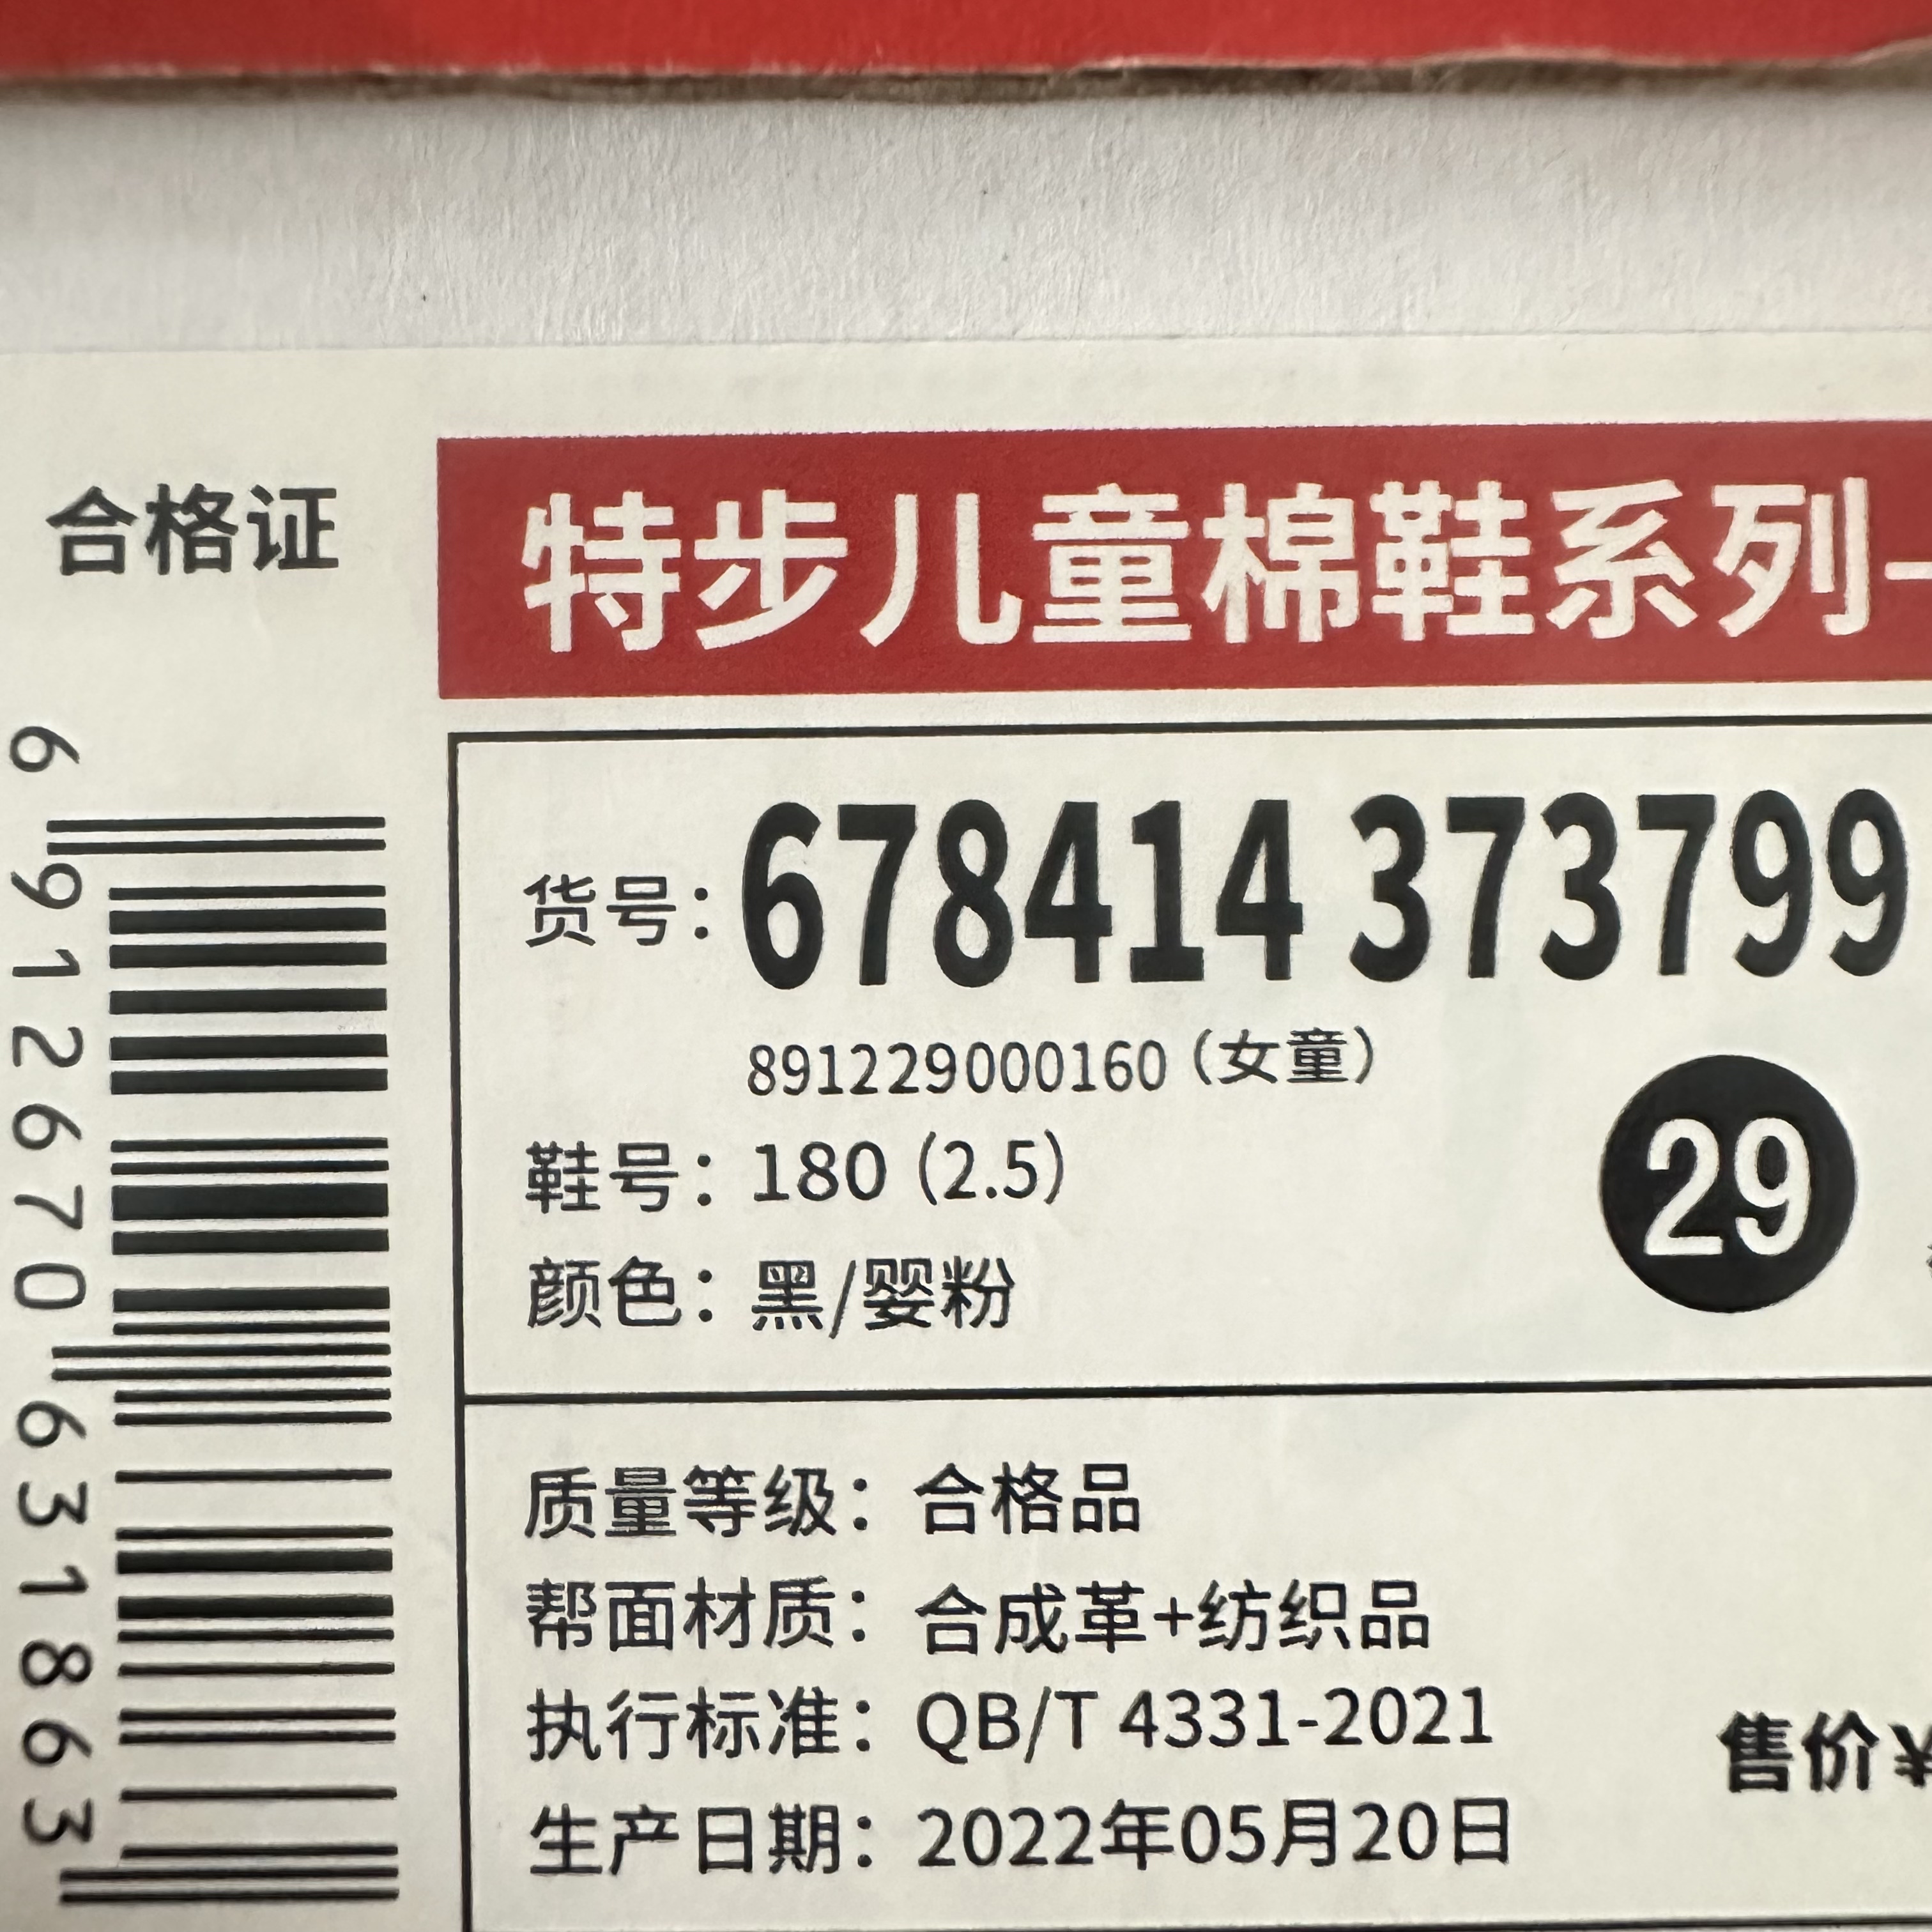 合格证
特步儿童棉鞋系列-
货号：678414 373799
891229000160（女童）
鞋号：180（2.5）
29
颜色：黑/婴粉
质量等级：合格品
帮面材质：合成革+纺织品
执行标准：QB/T 4331-2021
售价¥
生产日期：2022年05月20日
6 912670 631863